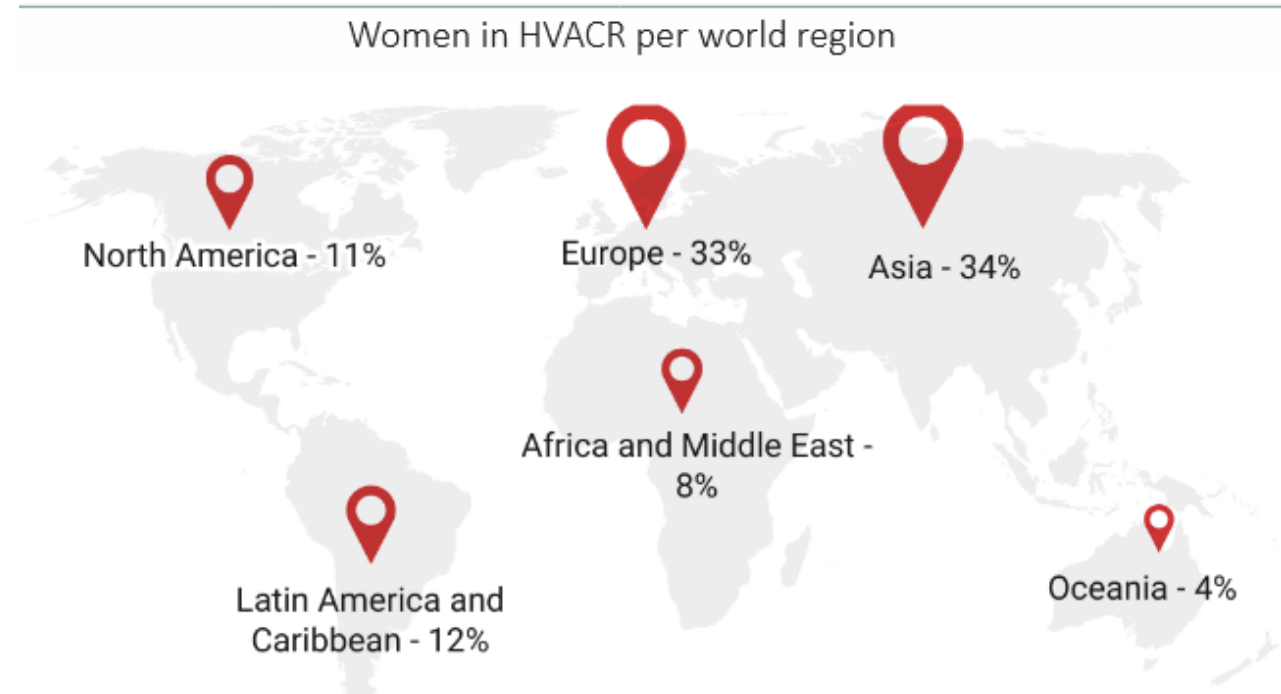 Women in HVACR per world region
North America - 11%
Europe - 33%
Asia - 34%
Africa and Middle East -
8%
Latin America and
Caribbean - 12%
Oceania - 4%